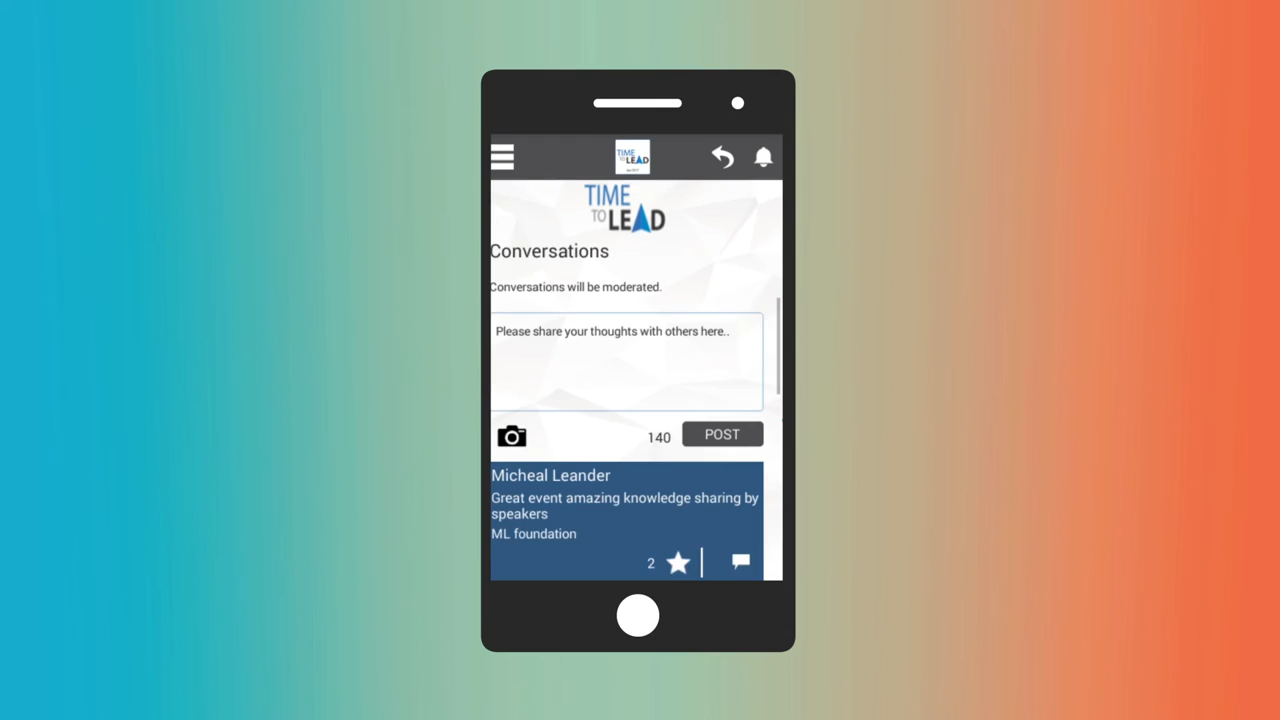 TIME
TO LEAD
TIME
TO LEAD
Conversations
Conversations will be moderated.
Please share your thoughts with others here..
140 POST
Micheal Leander
Great event amazing knowledge sharing by
speakers
ML foundation
2